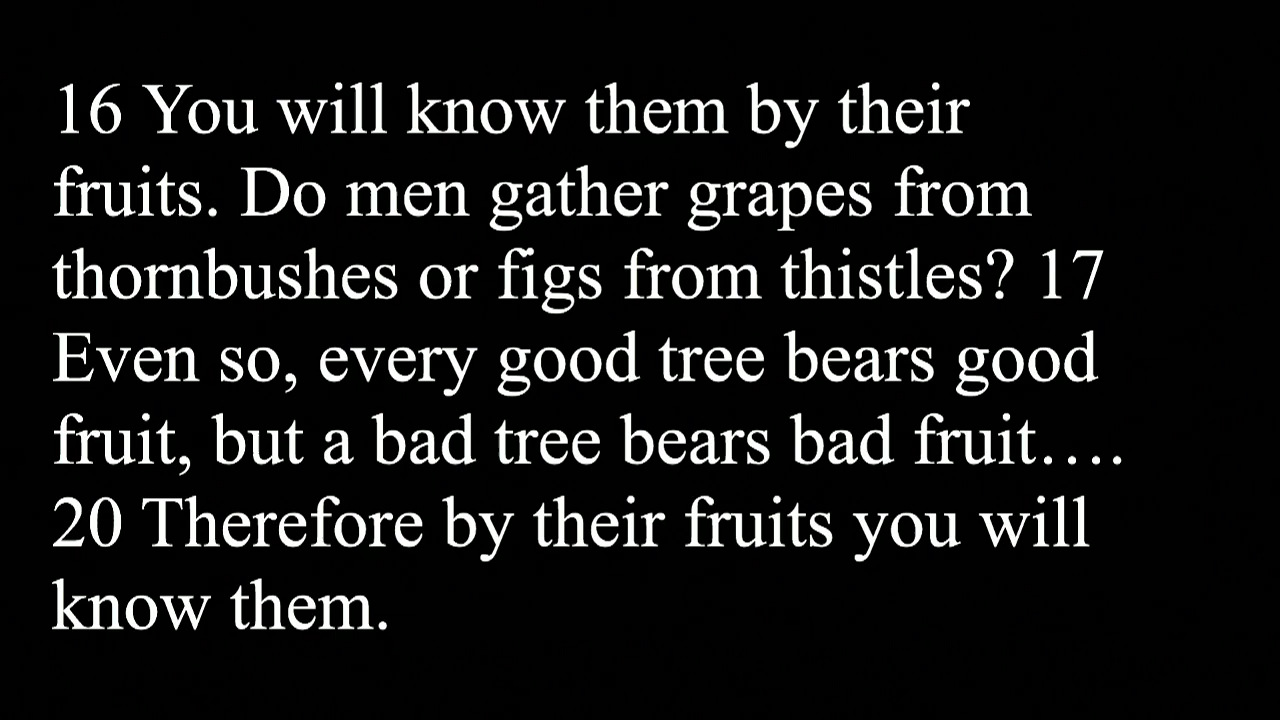 16 You will know them by their
fruits. Do men gather grapes from
thornbushes or figs from thistles? 17
Even so, every good tree bears good
fruit, but a bad tree bears bad fruit….
20 Therefore by their fruits you will
know them.